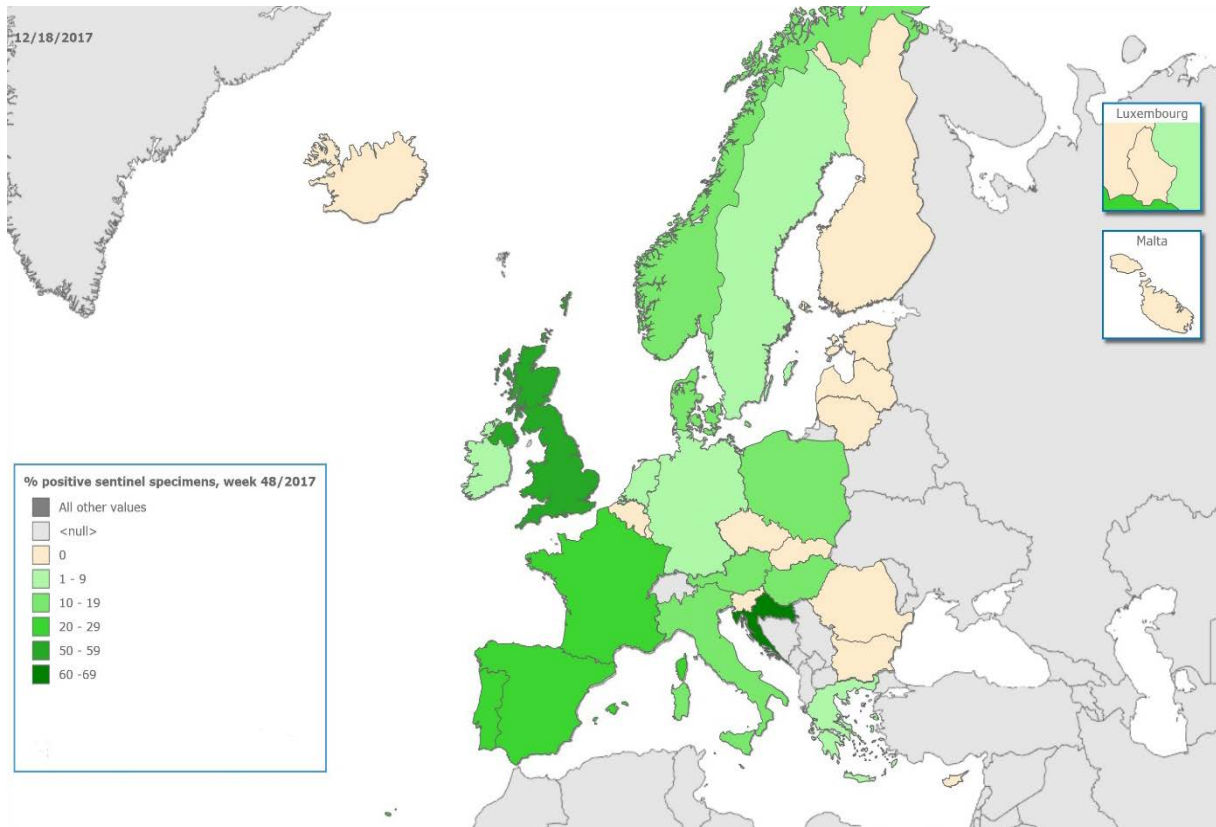 12/18/2017
Luxembourg
Malta
% positive sentinel specimens, week 48/2017
All other values
<null>
0
1 - 9
10 - 19
20 - 29
50 - 59
60 -69